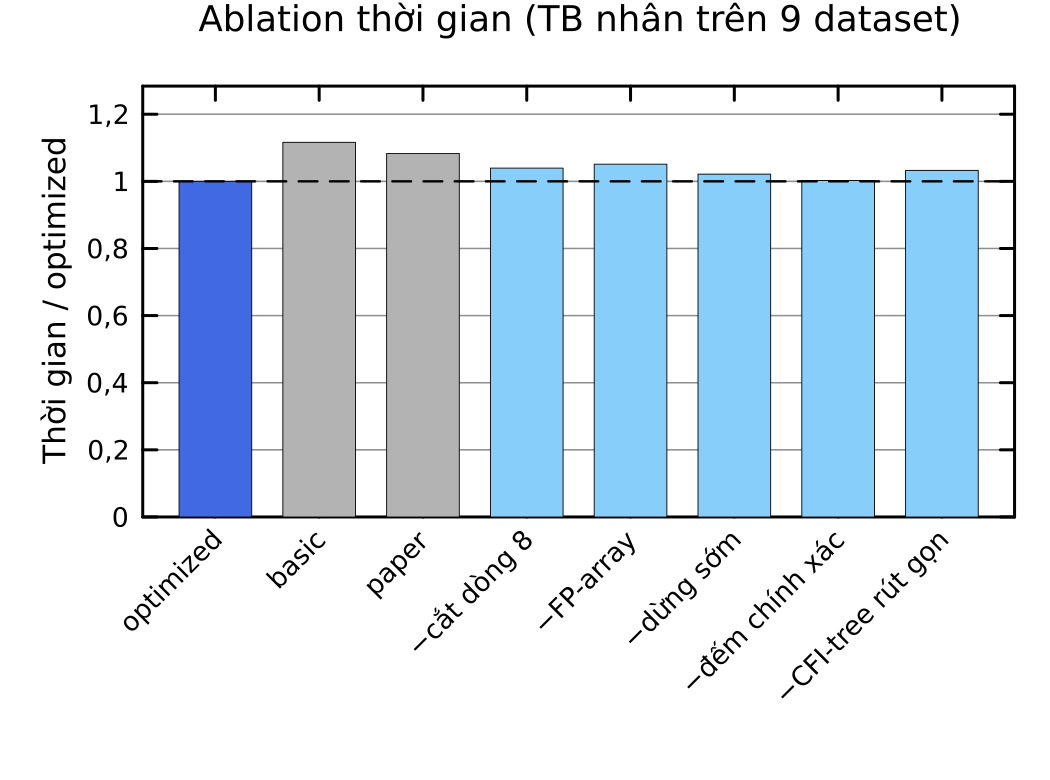 Ablation thời gian (TB nhân trên 9 dataset)
Thời gian / optimized
1,2
1
0,8
0,6
0,4
0,2
0
optimized
basic
paper
−cắt dòng 8
−FP-array
−dừng sớm
−đếm chính xác
−CFI-tree rút gọn